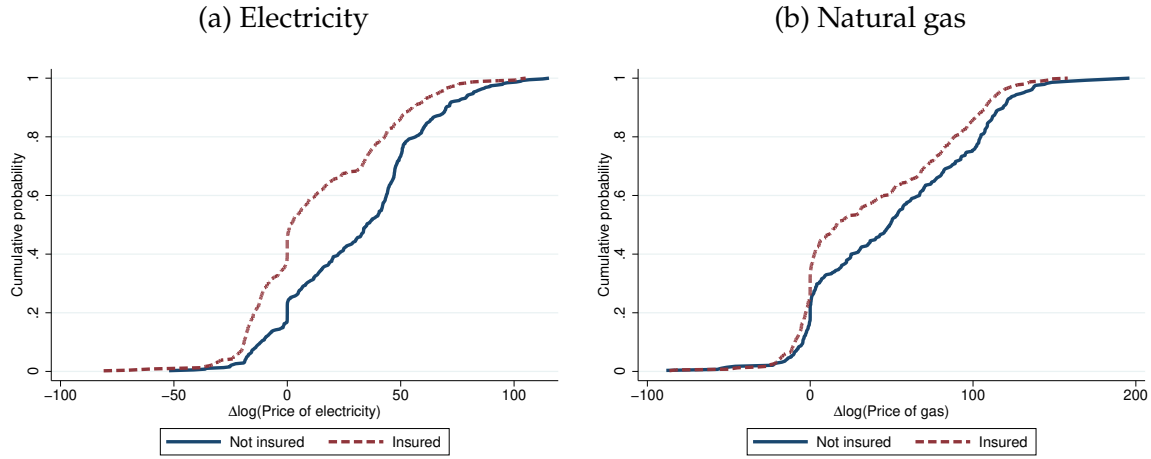 (a) Electricity
1
.8
.6
.4
.2
0
Cumulative probability
−100
−50
0
50
100
Δlog(Price of electricity)
Not insured
Insured
(b) Natural gas
1
.8
.6
.4
.2
0
Cumulative probability
−100
0
100
200
Δlog(Price of gas)
Not insured
Insured